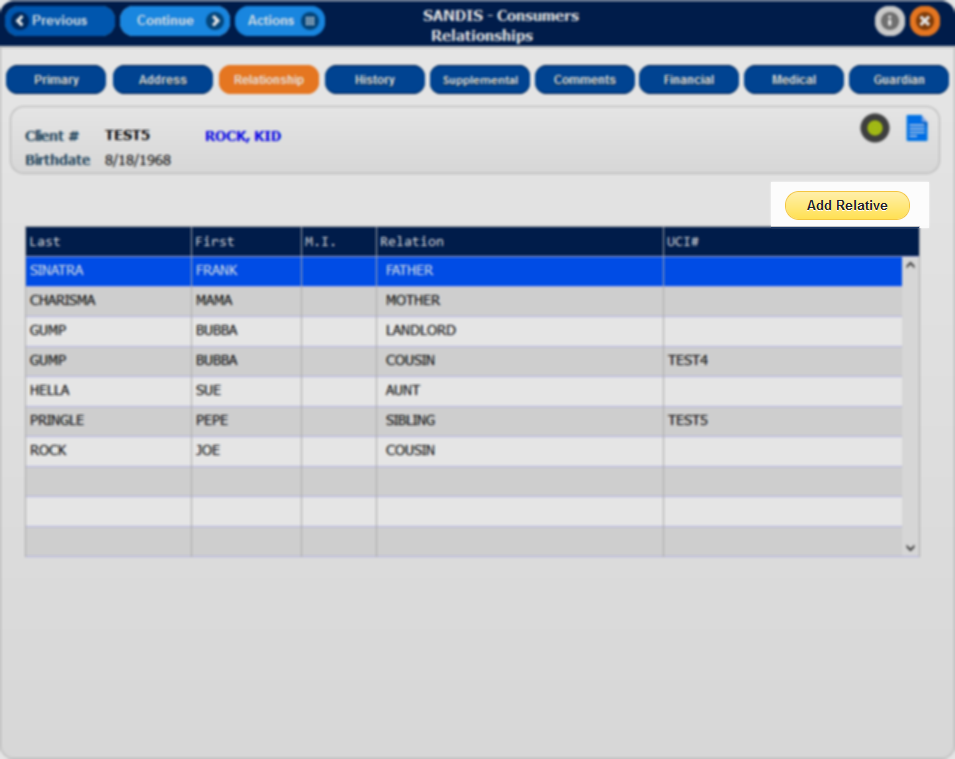 Previous Continue Actions SANDIS - Consumers
Relationships
Primary Address Relationship History Supplemental Comments Financial Medical Guardian
Client # TEST5 ROCK, KID
Birthdate 8/18/1968
Add Relative
Last First M.I. Relation UCI#
SINATRA FRANK FATHER
CHARISMA MAMA MOTHER
GUMP BUBBA LANDLORD
GUMP BUBBA COUSIN TEST4
HELLA SUE AUNT
PRINGLE PEPE SIBLING TEST5
ROCK JOE COUSIN